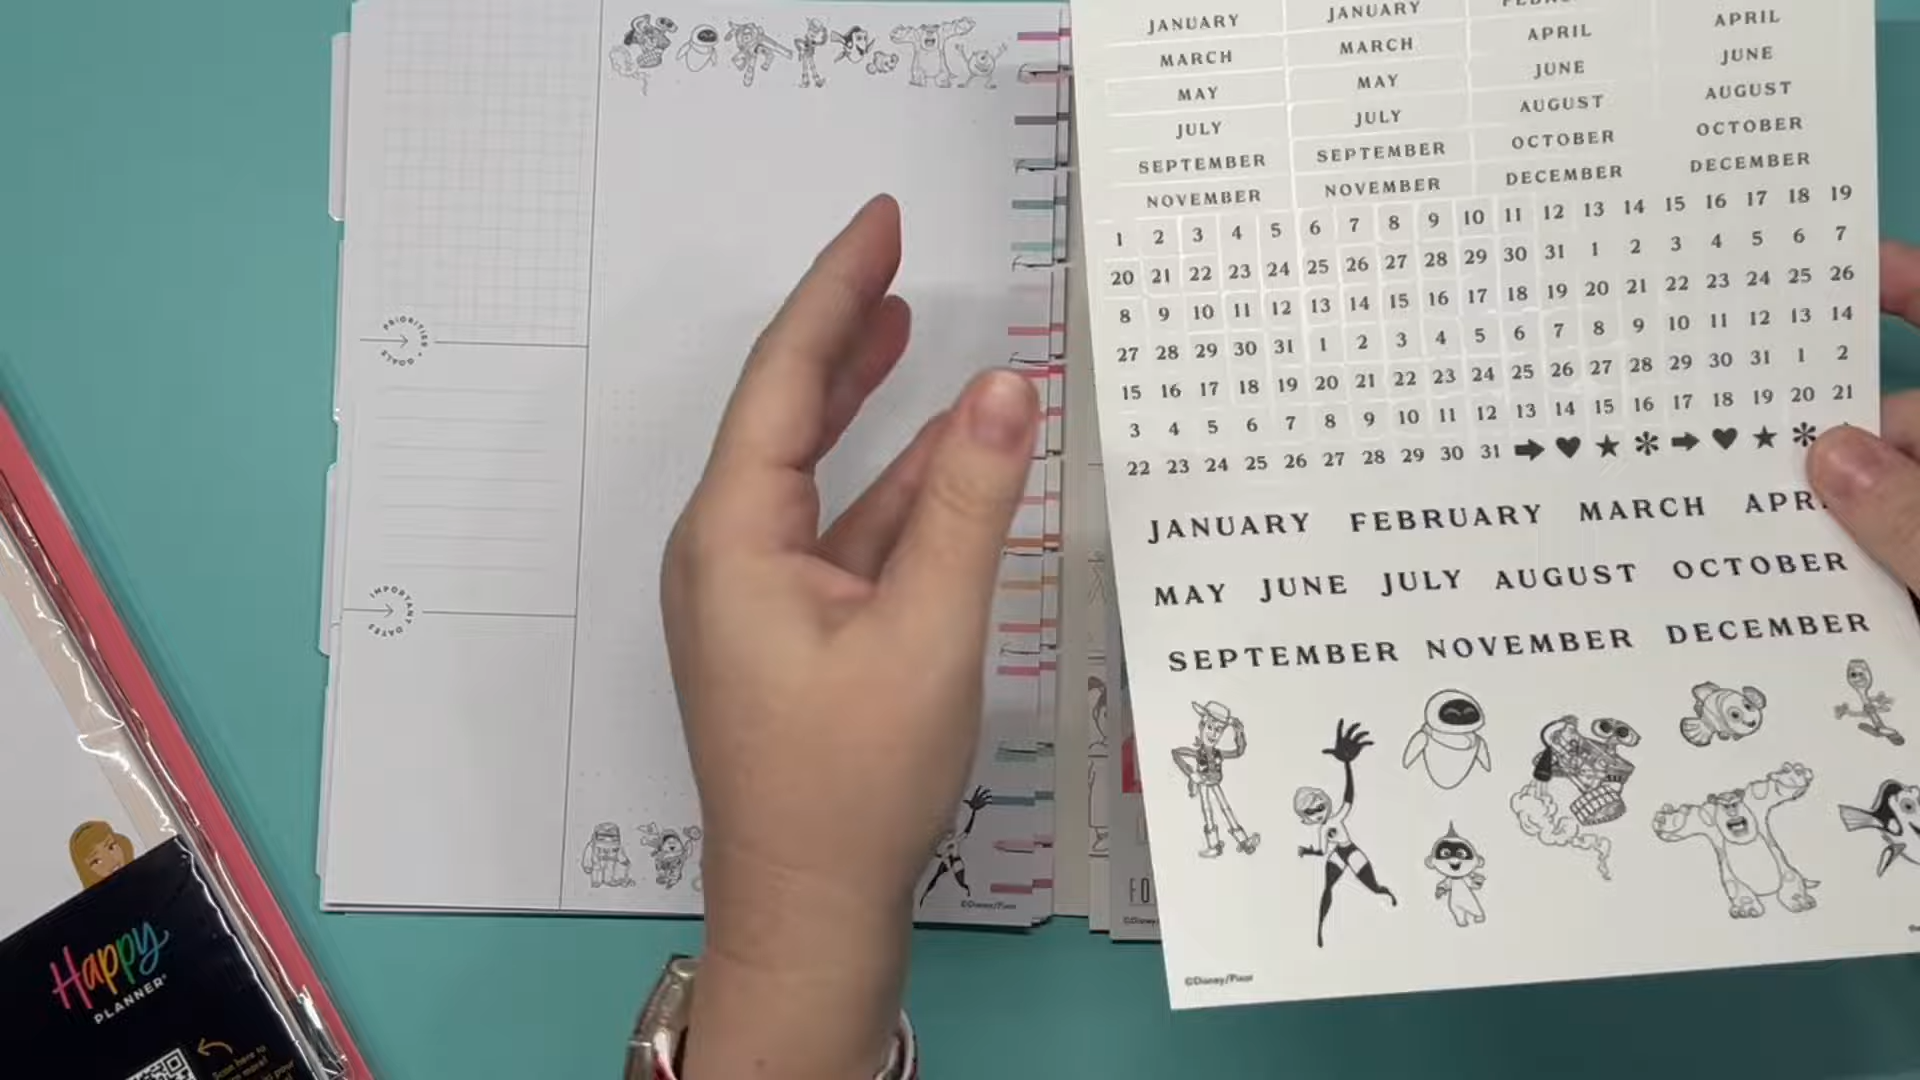 PRIORITIES + GOALS
IMPORTANT DATES
©Disney/Pixar
Happy
PLANNER®
Scan here to
JANUARY JANUARY
MARCH MARCH APRIL APRIL
MAY MAY JUNE JUNE
JULY JULY AUGUST AUGUST
SEPTEMBER SEPTEMBER OCTOBER OCTOBER
NOVEMBER NOVEMBER DECEMBER DECEMBER
1 2 3 4 5 6 7 8 9 10 11 12 13 14 15 16 17 18 19
20 21 22 23 24 25 26 27 28 29 30 31 1 2 3 4 5 6 7
8 9 10 11 12 13 14 15 16 17 18 19 20 21 22 23 24 25 26
27 28 29 30 31 1 2 3 4 5 6 7 8 9 10 11 12 13 14
15 16 17 18 19 20 21 22 23 24 25 26 27 28 29 30 31 1 2
3 4 5 6 7 8 9 10 11 12 13 14 15 16 17 18 19 20 21
22 23 24 25 26 27 28 29 30 31
JANUARY FEBRUARY MARCH
MAY JUNE JULY AUGUST OCTOBER
SEPTEMBER NOVEMBER DECEMBER
©Disney/Pixar